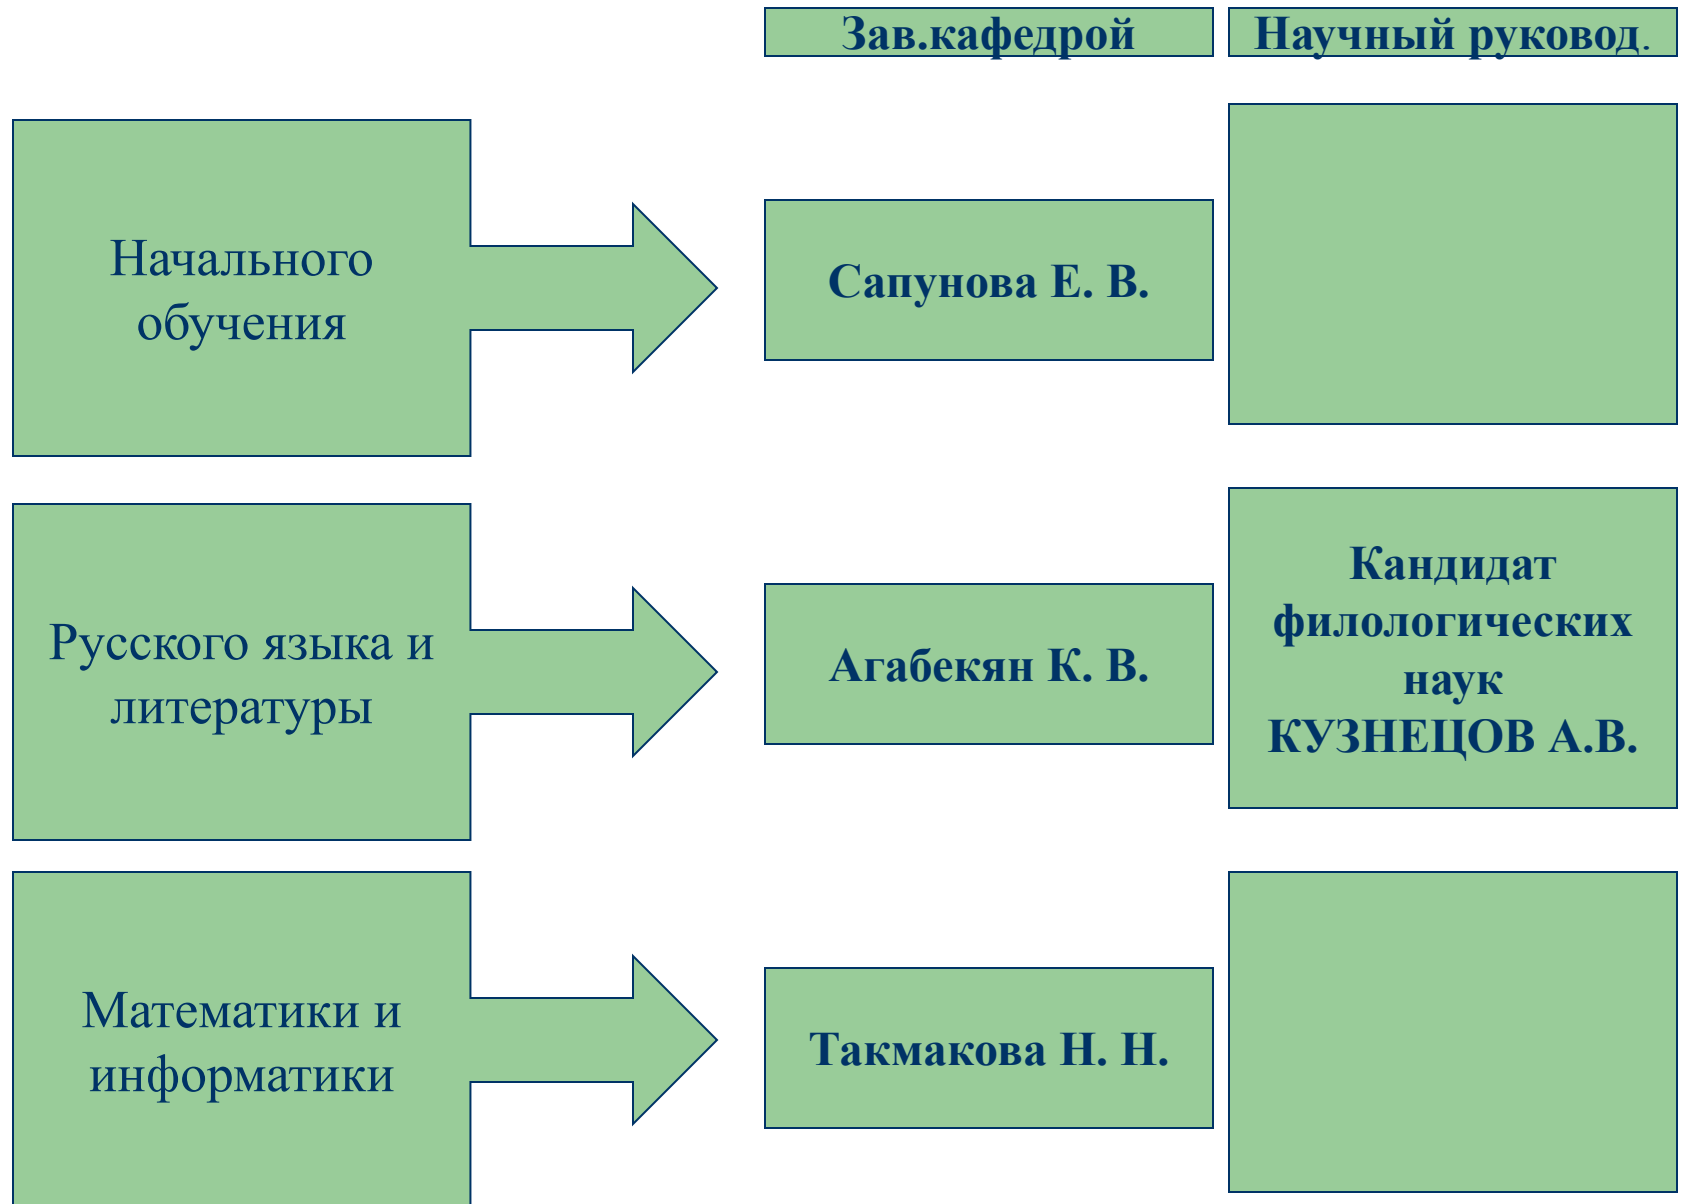 Зав.кафедрой
Научный руковод.
Начального
обучения
Сапунова Е. В.
Русского языка и
литературы
Агабекян К. В.
Кандидат
филологических
наук
КУЗНЕЦОВ А.В.
Математики и
информатики
Такмакова Н. Н.